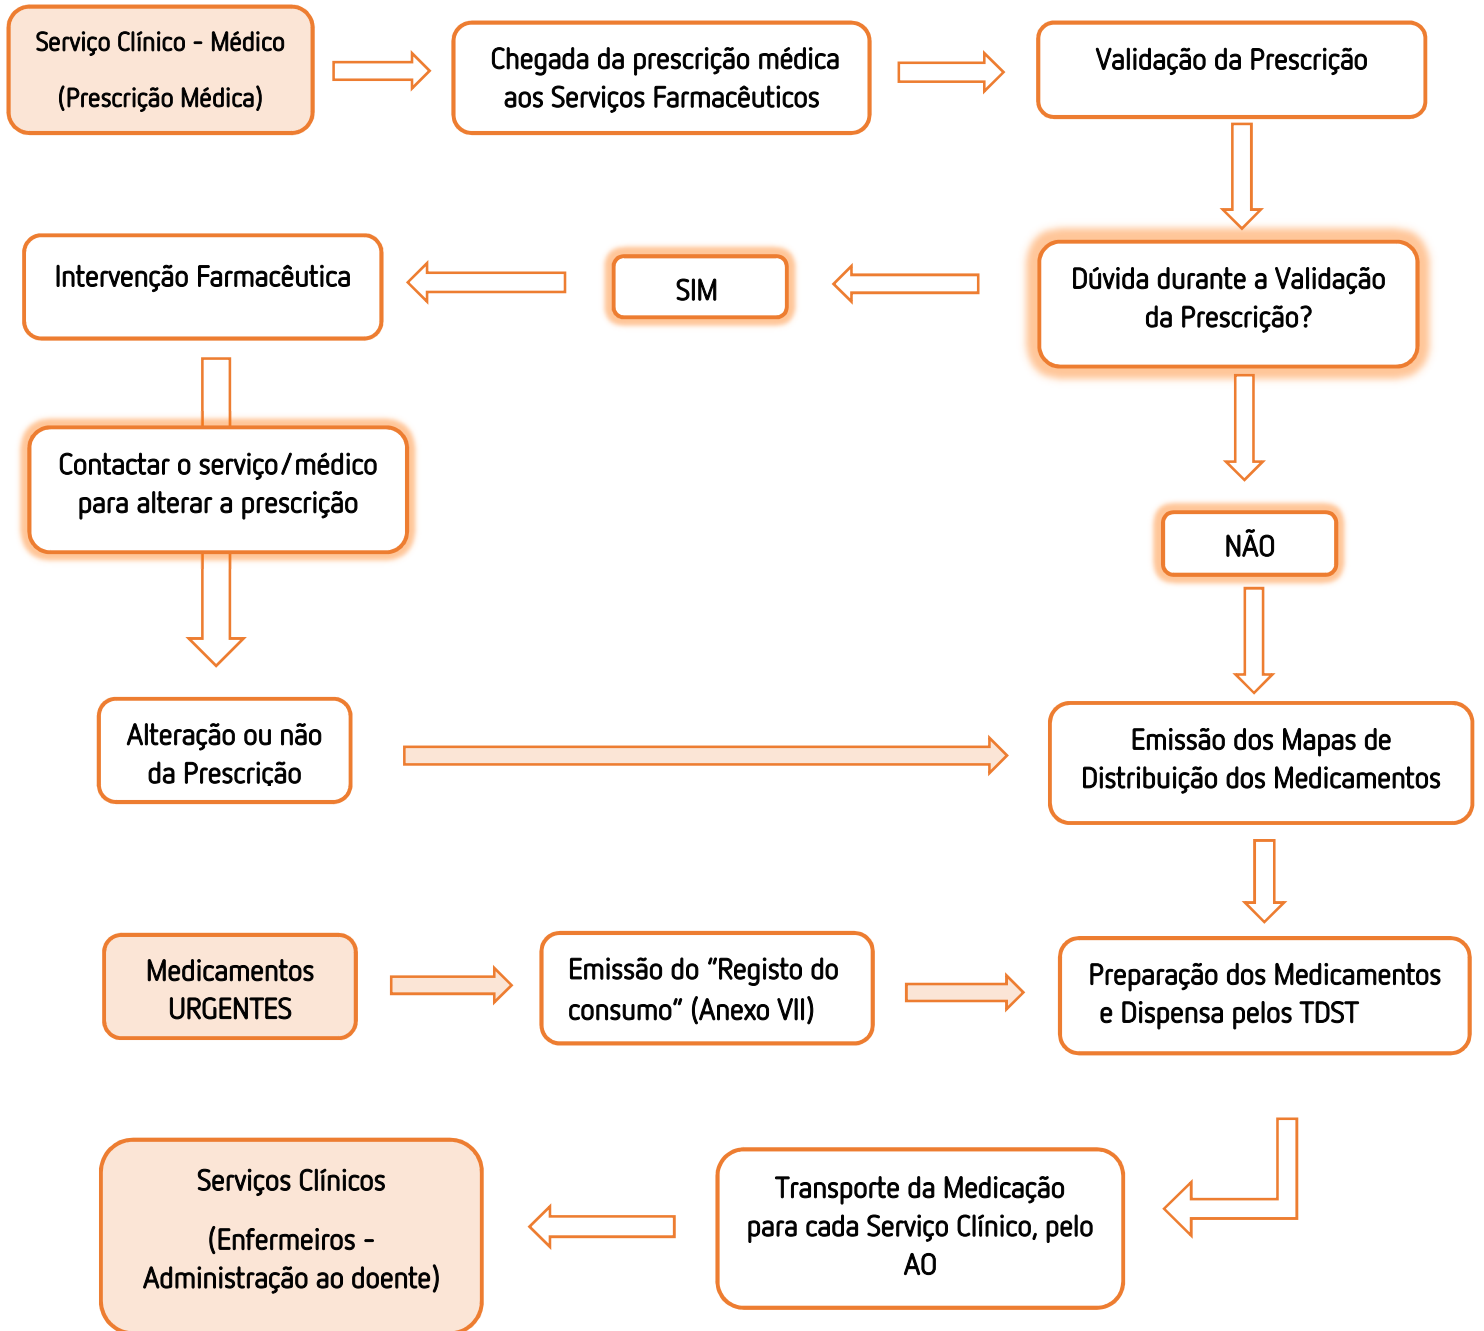 Serviço Clínico - Médico
(Prescrição Médica)
Chegada da prescrição médica
aos Serviços Farmacêuticos
Validação da Prescrição
Dúvida durante a Validação
da Prescrição?
SIM
Intervenção Farmacêutica
Contactar o serviço/médico
para alterar a prescrição
NÃO
Alteração ou não
da Prescrição
Emissão dos Mapas de
Distribuição dos Medicamentos
Medicamentos
URGENTES
Emissão do “Registo do
consumo” (Anexo VII)
Preparação dos Medicamentos
e Dispensa pelos TDST
Transporte da Medicação
para cada Serviço Clínico, pelo
AO
Serviços Clínicos
(Enfermeiros -
Administração ao doente)